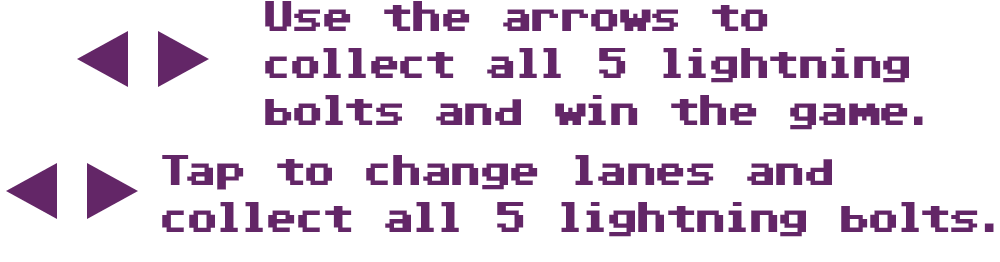 Use the arrows to
collect all 5 lightning
bolts and win the game.
Tap to change lanes and
collect all 5 lightning bolts.